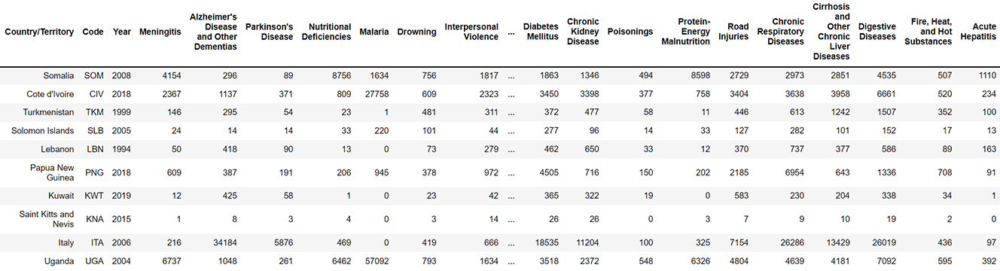 Country/Territory Code Year Meningitis Alzheimer's Disease and Other Dementias Parkinson's Disease Nutritional Deficiencies Malaria Drowning Interpersonal Violence ... Diabetes Mellitus Chronic Kidney Disease Poisonings Protein-Energy Malnutrition Road Injuries Chronic Respiratory Diseases Cirrhosis and Other Chronic Liver Diseases Digestive Diseases Fire, Heat, and Hot Substances Acute Hepatitis
Somalia SOM 2008 4154 296 89 8756 1634 756 1817 ... 1863 1346 494 8598 2729 2973 2851 4535 507 1110
Cote d'Ivoire CIV 2018 2367 1137 371 809 27758 609 2323 ... 3450 3398 377 758 3404 3638 3958 6661 520 234
Turkmenistan TKM 1999 146 295 54 23 1 481 311 ... 372 477 58 11 446 613 1242 1507 352 100
Solomon Islands SLB 2005 24 14 14 33 220 101 44 ... 277 96 14 33 127 282 101 152 17 13
Lebanon LBN 1994 50 418 90 13 0 73 279 ... 462 650 33 12 370 737 377 586 89 163
Papua New Guinea PNG 2018 609 387 191 206 945 378 972 ... 4505 716 150 202 2185 6954 643 1336 708 91
Kuwait KWT 2019 12 425 58 1 0 23 42 ... 365 322 19 0 583 230 204 338 34 1
Saint Kitts and Nevis KNA 2015 1 8 3 4 0 3 14 ... 26 26 0 3 7 9 10 19 2 0
Italy ITA 2006 216 34184 5876 469 0 419 666 ... 18535 11204 100 325 7154 26286 13429 26019 436 97
Uganda UGA 2004 6737 1048 261 6462 57092 793 1634 ... 3518 2372 548 6326 4804 4639 4181 7092 595 392